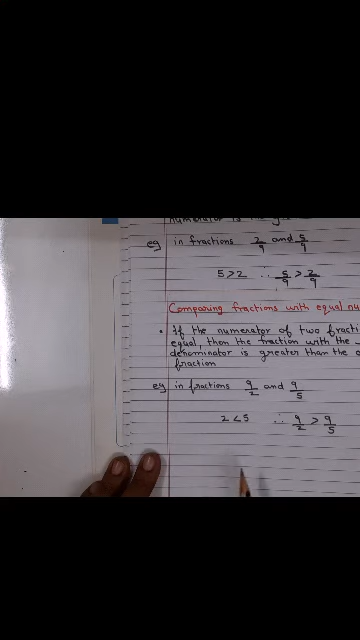 numerator is
eg in fractions 2/9 and 5/9
5 > 2 ∴ 5/9 > 2/9
Comparing fractions with equal nu
• If the numerator of two fracti
equal, then the fraction with the
denominator is greater than the o
fraction
eg in fractions 9/2 and 9/5
2 < 5 ∴ 9/2 > 9/5